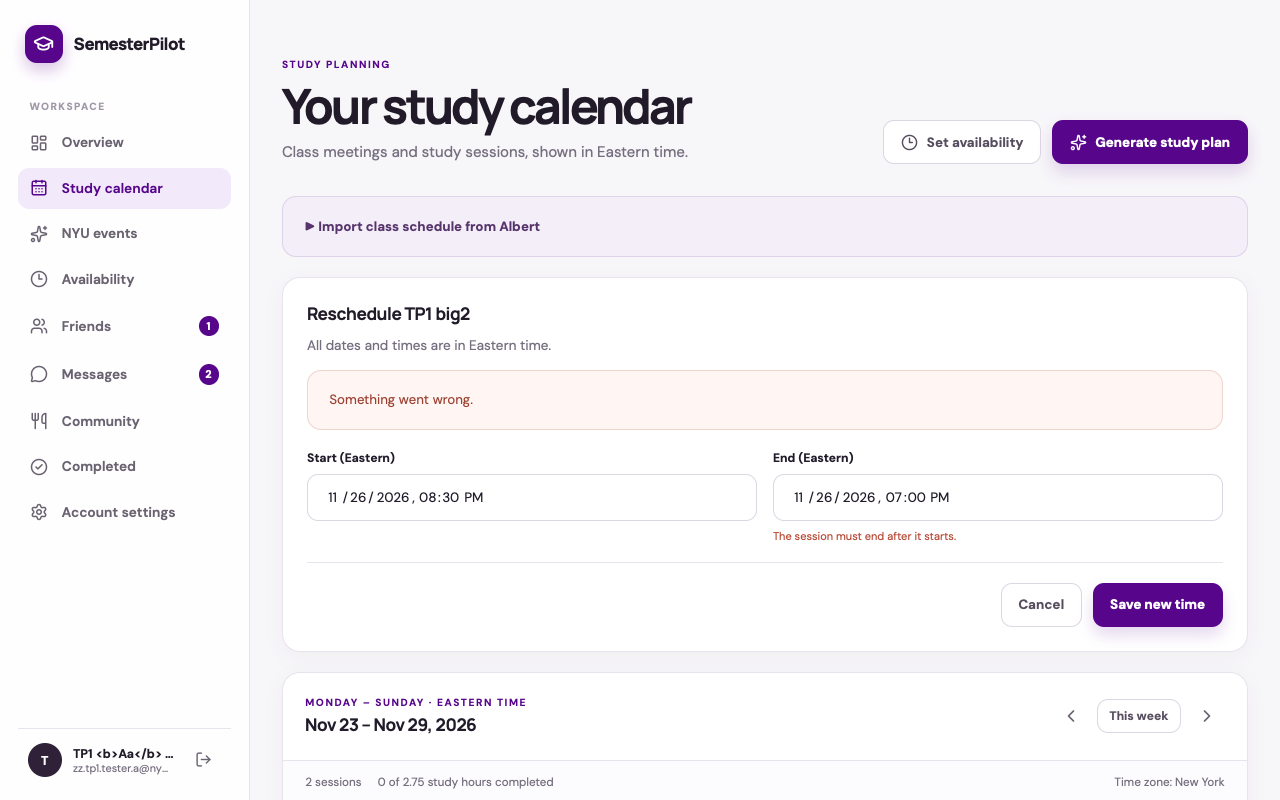 SemesterPilot
WORKSPACE
Overview
Study calendar
NYU events
Availability
Friends 1
Messages 2
Community
Completed
Account settings
TP1 <b>Aa</b> ...
zz.tp1.tester.a@ny...
T
STUDY PLANNING
Your study calendar
Class meetings and study sessions, shown in Eastern time.
Set availability
Generate study plan
Import class schedule from Albert
Reschedule TP1 big2
All dates and times are in Eastern time.
Something went wrong.
Start (Eastern)
11/26/2026, 08:30 PM
End (Eastern)
11/26/2026, 07:00 PM
The session must end after it starts.
Cancel
Save new time
MONDAY – SUNDAY · EASTERN TIME
Nov 23 – Nov 29, 2026
This week
2 sessions 0 of 2.75 study hours completed
Time zone: New York